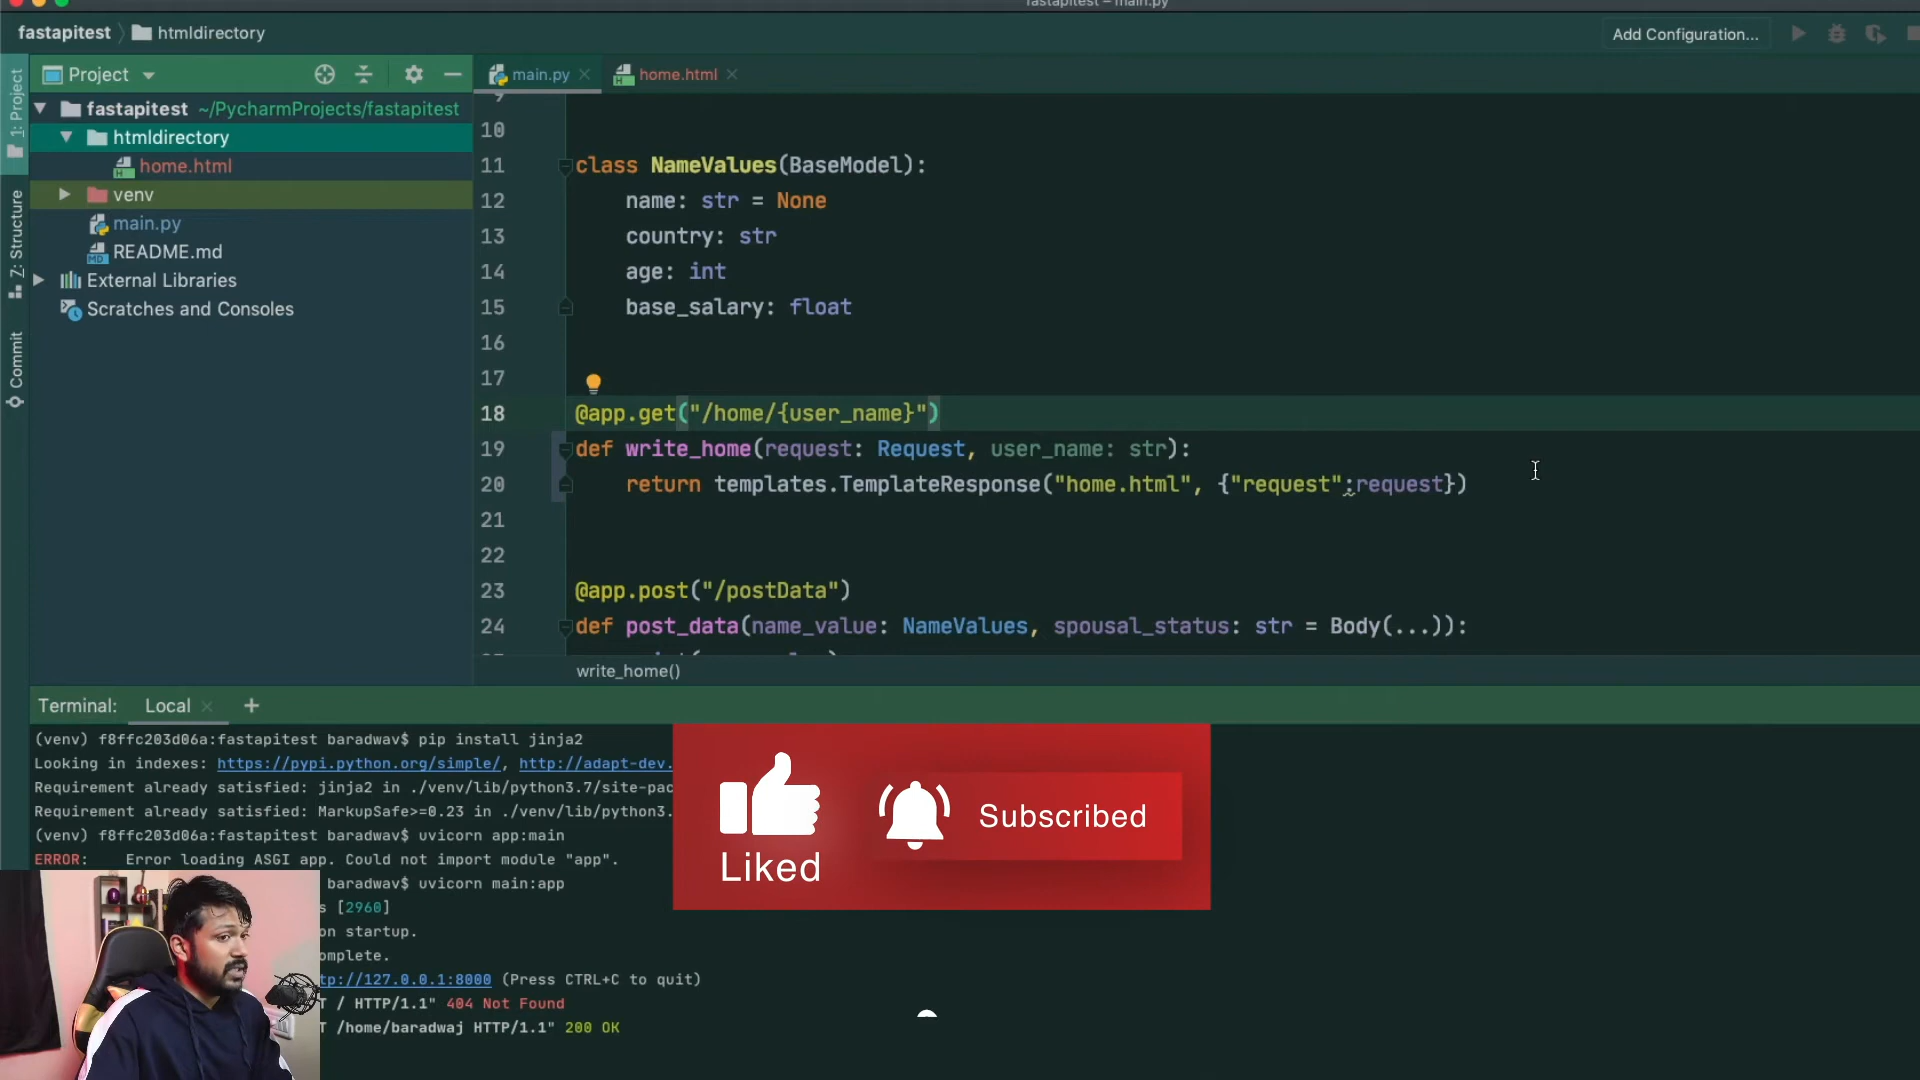 fastapitest – main.py
fastapitest htmldirectory
Add Configuration...
1: Project
Project
main.py
home.html
fastapitest ~/PycharmProjects/fastapitest
htmldirectory
home.html
venv
main.py
README.md
External Libraries
Scratches and Consoles
7: Structure
Commit
9
10
11 class NameValues(BaseModel):
12 name: str = None
13 country: str
14 age: int
15 base_salary: float
16
17
18 @app.get("/home/{user_name}")
19 def write_home(request: Request, user_name: str):
20 return templates.TemplateResponse("home.html", {"request":request})
21
22
23 @app.post("/postData")
24 def post_data(name_value: NameValues, spousal_status: str = Body(...)):
write_home()
Terminal: Local +
(venv) f8ffc203d06a:fastapitest baradwav$ pip install jinja2
Looking in indexes: https://pypi.python.org/simple/, http://adapt-dev.
Requirement already satisfied: jinja2 in ./venv/lib/python3.7/site-pac
Requirement already satisfied: MarkupSafe>=0.23 in ./venv/lib/python3.
(venv) f8ffc203d06a:fastapitest baradwav$ uvicorn app:main
ERROR: Error loading ASGI app. Could not import module "app".
baradwav$ uvicorn main:app
s [2960]
on startup.
omplete.
tp://127.0.0.1:8000 (Press CTRL+C to quit)
T / HTTP/1.1" 404 Not Found
T /home/baradwaj HTTP/1.1" 200 OK
Liked
Subscribed